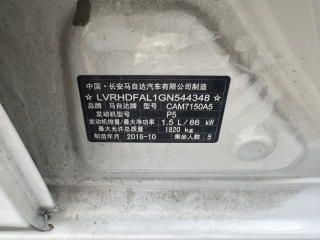 中国·长安马自达汽车有限公司制造
☆LVRHDFAL1GN544348☆
品牌 马自达牌 型号 CAM7150A5
发动机型号 P5
发动机排量/最大净功率 1.5 L/86 kW
最大允许总质量 1820 kg
制造年月 2016-10 乘坐人数 5